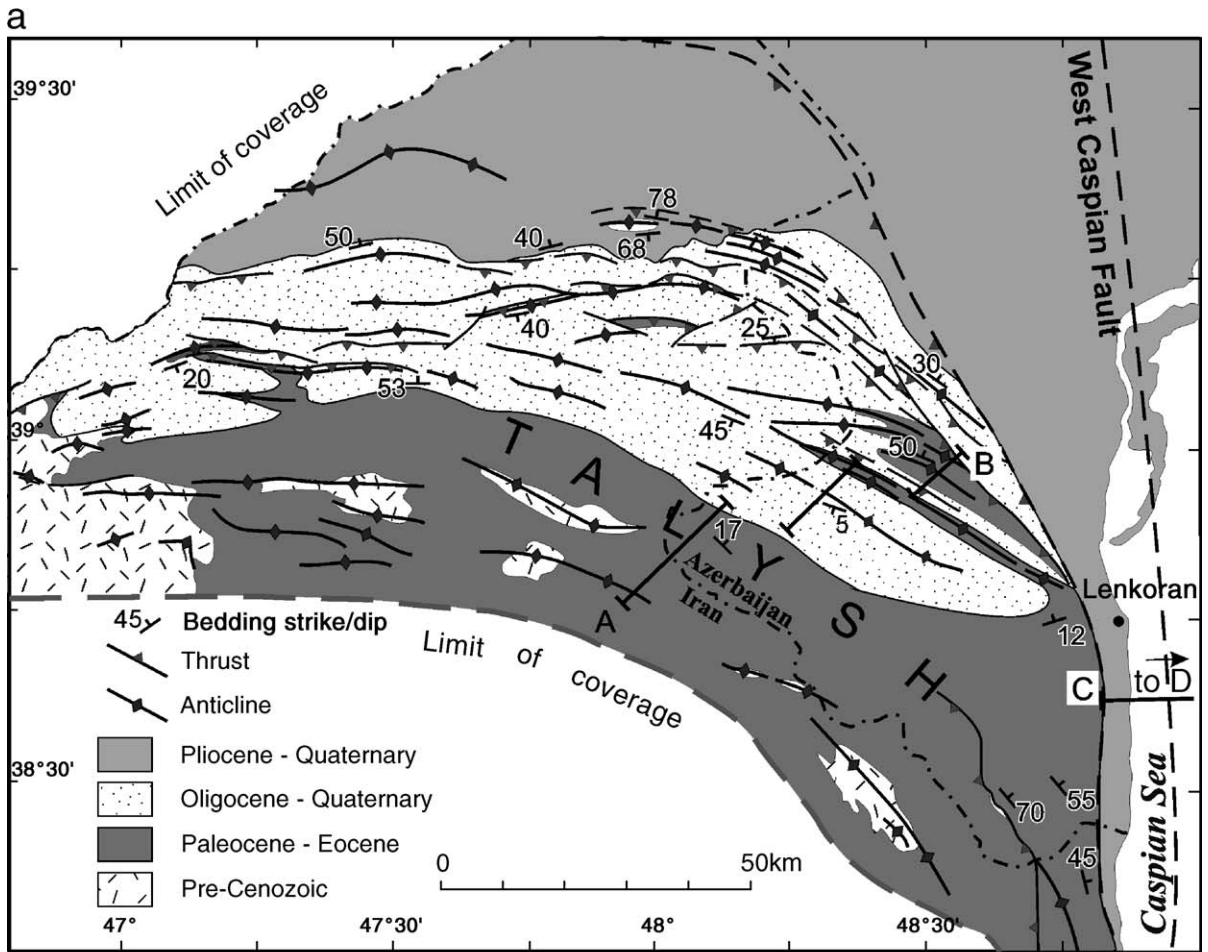 a
39°30'
Limit of coverage
West Caspian Fault
78
50
40
68
40
25
30
20
53
39°
45
50
B
T A L Y S H
5
17
Azerbaijan
Iran
A
Lenkoran
12
Limit of coverage
C
to D
45
Bedding strike/dip
Thrust
Anticline
Pliocene - Quaternary
Oligocene - Quaternary
Paleocene - Eocene
Pre-Cenozoic
38°30'
70
55
45
Caspian Sea
0
50km
47°
47°30'
48°
48°30'